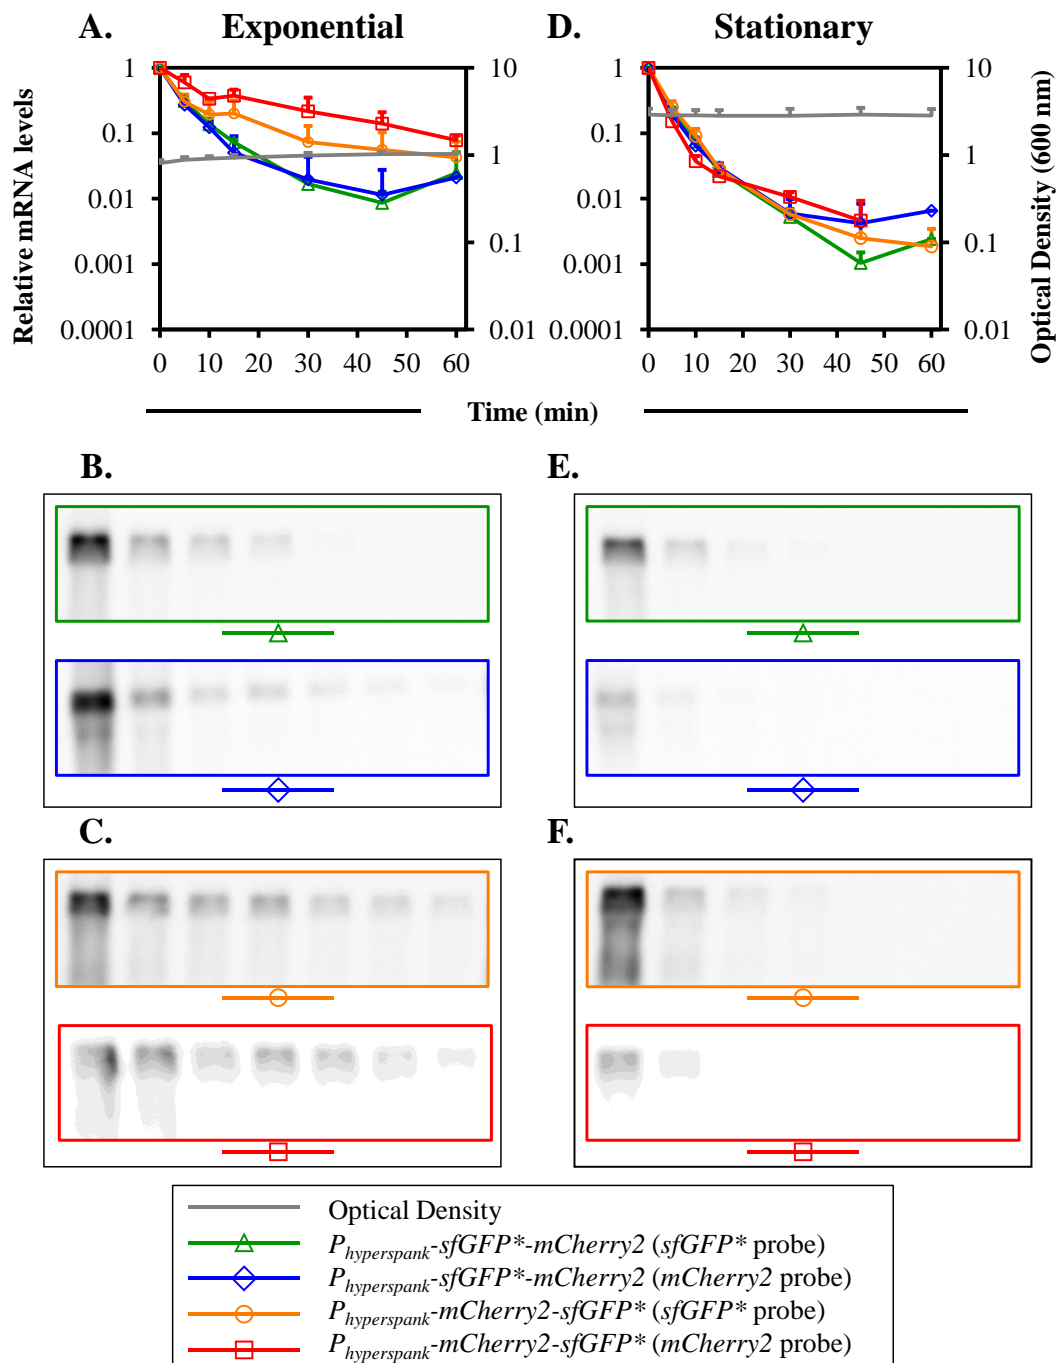 A. Exponential D. Stationary
1 10 1 10
0.1 0.1
1 1
0.01 0.01
0.1 0.1
0.001 0.001
0.0001 0.01 0.0001 0.01
0 10 20 30 40 50 60 0 10 20 30 40 50 60
Relative mRNA levels
Optical Density (600 nm)
Time (min)
B. E.
C. F.
Optical Density
Phyperspank-sfGFP*-mCherry2 (sfGFP* probe)
Phyperspank-sfGFP*-mCherry2 (mCherry2 probe)
Phyperspank-mCherry2-sfGFP* (sfGFP* probe)
Phyperspank-mCherry2-sfGFP* (mCherry2 probe)